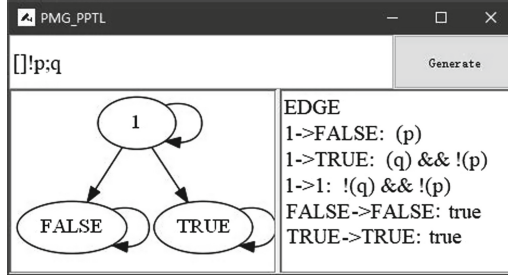 PMG_PPTL
[]!p;q
Generate
1
FALSE
TRUE
EDGE
1->FALSE: (p)
1->TRUE: (q) && !(p)
1->1: !(q) && !(p)
FALSE->FALSE: true
TRUE->TRUE: true